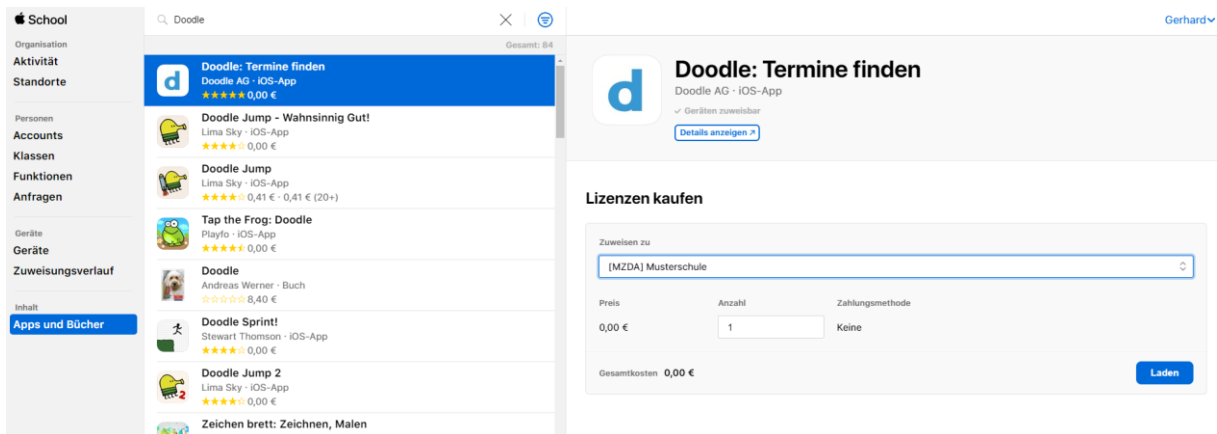 School
Organisation
Aktivität
Standorte
Personen
Accounts
Klassen
Funktionen
Anfragen
Geräte
Geräte
Zuweisungsverlauf
Inhalt
Apps und Bücher
Doodle
Gesamt: 84
Doodle: Termine finden
Doodle AG · iOS-App
★★★★★ 0,00 €
Doodle Jump - Wahnsinnig Gut!
Lima Sky · iOS-App
★★★★☆ 0,00 €
Doodle Jump
Lima Sky · iOS-App
★★★★☆ 0,41 € · 0,41 € (20+)
Tap the Frog: Doodle
Playfo · iOS-App
0,00 €
Doodle
Andreas Werner · Buch
☆☆☆☆☆ 8,40 €
Doodle Sprint!
Stewart Thomson · iOS-App
★★★★☆ 0,00 €
Doodle Jump 2
Lima Sky · iOS-App
★★★★☆ 0,00 €
Zeichen brett: Zeichnen, Malen
Gerhard
d
Doodle: Termine finden
Doodle AG · iOS-App
✓ Geräten zuweisbar
Details anzeigen ↗
Lizenzen kaufen
Zuweisen zu
[MZDA] Musterschule
Preis Anzahl Zahlungsmethode
0,00 € 1 Keine
Gesamtkosten 0,00 €
Laden